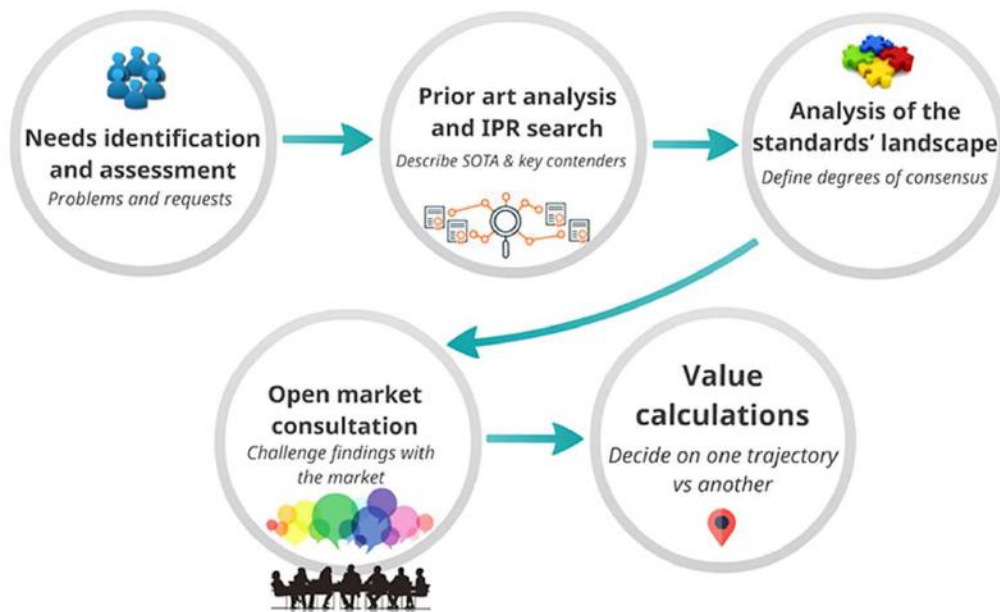 Needs identification
and assessment
Problems and requests
Prior art analysis
and IPR search
Describe SOTA & key contenders
Analysis of the
standards’ landscape
Define degrees of consensus
Open market
consultation
Challenge findings with
the market
Value
calculations
Decide on one trajectory
vs another